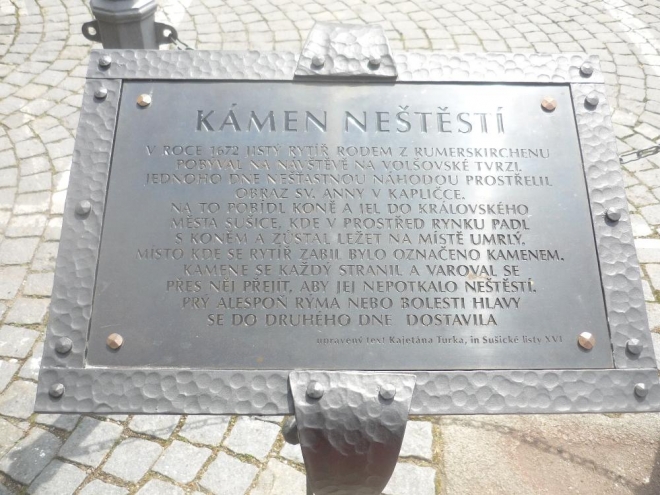 KÁMEN NEŠTĚSTÍ
V ROCE 1672 JISTÝ RYTÍŘ RODEM Z RUMERSKIRCHENU
POBÝVAL NA NÁVŠTĚVĚ NA VOLŠOVSKÉ TVRZI.
JEDNOHO DNE NEŠŤASTNOU NÁHODOU PROSTŘELIL
OBRAZ SV. ANNY V KAPLIČCE.
NA TO POBÍDL KONĚ A JEL DO KRÁLOVSKÉHO
MĚSTA SUŠICE, KDE V PROSTŘED RYNKU PADL
S KONĚM A ZŮSTAL LEŽET NA MÍSTĚ UMRLÝ.
MÍSTO KDE SE RYTÍŘ ZABIL BYLO OZNAČENO KAMENEM.
KAMENE SE KAŽDÝ STRANIL A VAROVAL SE
PŘES NĚJ PŘEJIT, ABY JEJ NEPOTKALO NEŠTĚSTÍ.
PRÝ ALESPOŇ RÝMA NEBO BOLESTI HLAVY
SE DO DRUHÉHO DNE DOSTAVILA
upravený text Kajetána Turka, in Sušické listy XVI